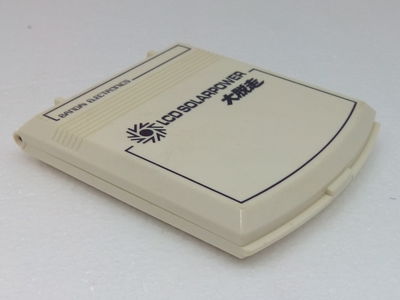 BANDAI ELECTRONICS
LCD SOLARPOWER
大脱走